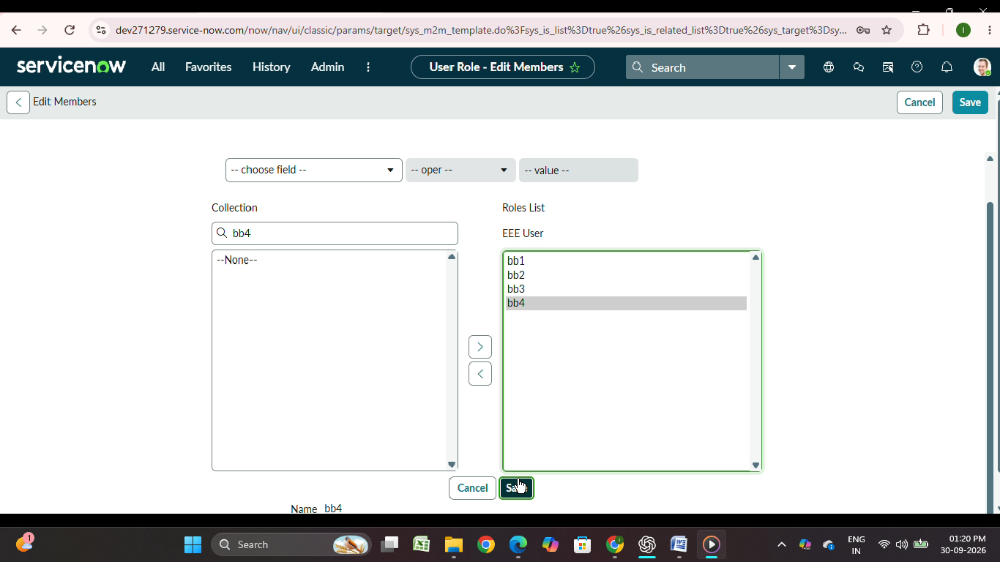 dev271279.service-now.com/now/nav/ui/classic/params/target/sys_m2m_template.do%3Fsys_is_list%3Dtrue%26sys_is_related_list%3Dtrue%26sys_target%3Dsy...
I
servicenow All Favorites History Admin User Role - Edit Members Search
Edit Members Cancel Save
-- choose field -- -- oper -- -- value --
Collection Roles List
bb4 EEE User
--None--
bb1
bb2
bb3
bb4
Cancel Save
Name bb4
1 Search ENG 01:20 PM
IN 30-09-2026